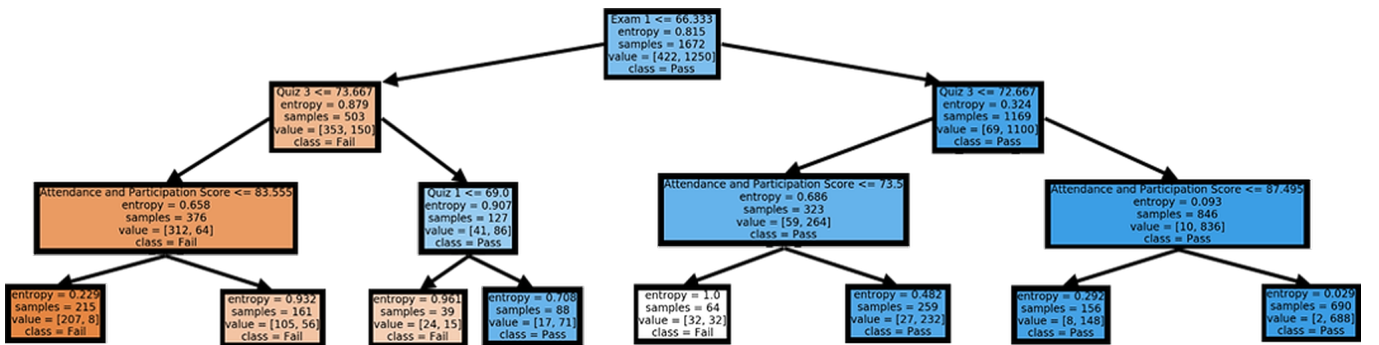 Exam 1 <= 66.333
entropy = 0.815
samples = 1672
value = [422, 1250]
class = Pass
Quiz 3 <= 73.667
entropy = 0.879
samples = 503
value = [353, 150]
class = Fail
Quiz 3 <= 72.667
entropy = 0.324
samples = 1169
value = [69, 1100]
class = Pass
Attendance and Participation Score <= 83.555
entropy = 0.658
samples = 376
value = [312, 64]
class = Fail
Quiz 1 <= 69.0
entropy = 0.907
samples = 127
value = [41, 86]
class = Pass
Attendance and Participation Score <= 73.5
entropy = 0.686
samples = 323
value = [59, 264]
class = Pass
Attendance and Participation Score <= 87.495
entropy = 0.093
samples = 846
value = [10, 836]
class = Pass
entropy = 0.229
samples = 215
value = [207, 8]
class = Fail
entropy = 0.932
samples = 161
value = [105, 56]
class = Fail
entropy = 0.961
samples = 39
value = [24, 15]
class = Fail
entropy = 0.708
samples = 88
value = [17, 71]
class = Pass
entropy = 1.0
samples = 64
value = [32, 32]
class = Fail
entropy = 0.482
samples = 259
value = [27, 232]
class = Pass
entropy = 0.292
samples = 156
value = [8, 148]
class = Pass
entropy = 0.029
samples = 690
value = [2, 688]
class = Pass